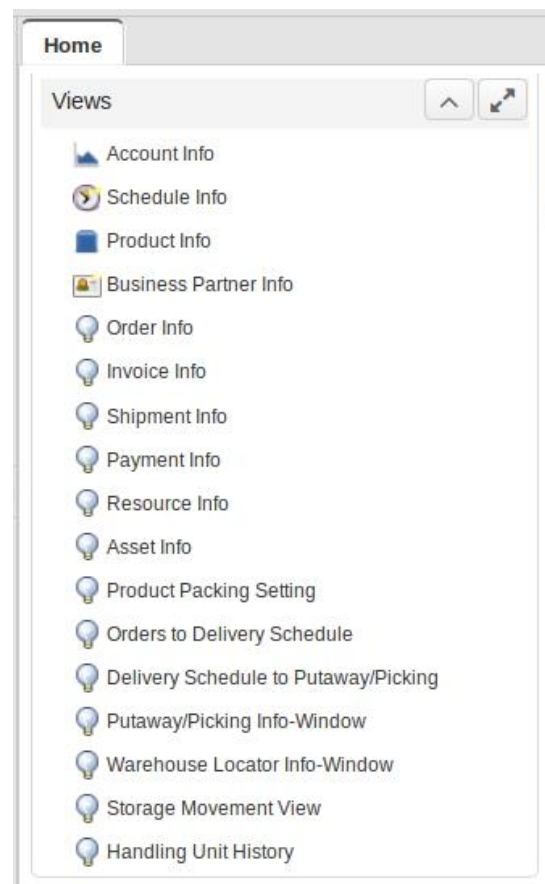 Home
Views
Account Info
Schedule Info
Product Info
Business Partner Info
Order Info
Invoice Info
Shipment Info
Payment Info
Resource Info
Asset Info
Product Packing Setting
Orders to Delivery Schedule
Delivery Schedule to Putaway/Picking
Putaway/Picking Info-Window
Warehouse Locator Info-Window
Storage Movement View
Handling Unit History